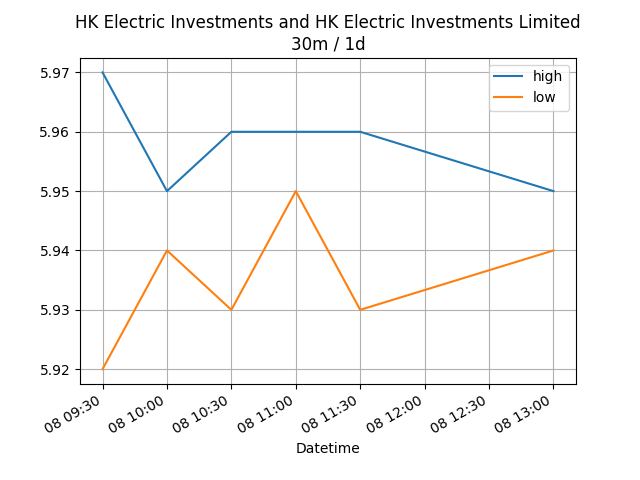 HK Electric Investments and HK Electric Investments Limited
30m / 1d
high
low
5.97
5.96
5.95
5.94
5.93
5.92
08 09:30
08 10:00
08 10:30
08 11:00
08 11:30
08 12:00
08 12:30
08 13:00
Datetime